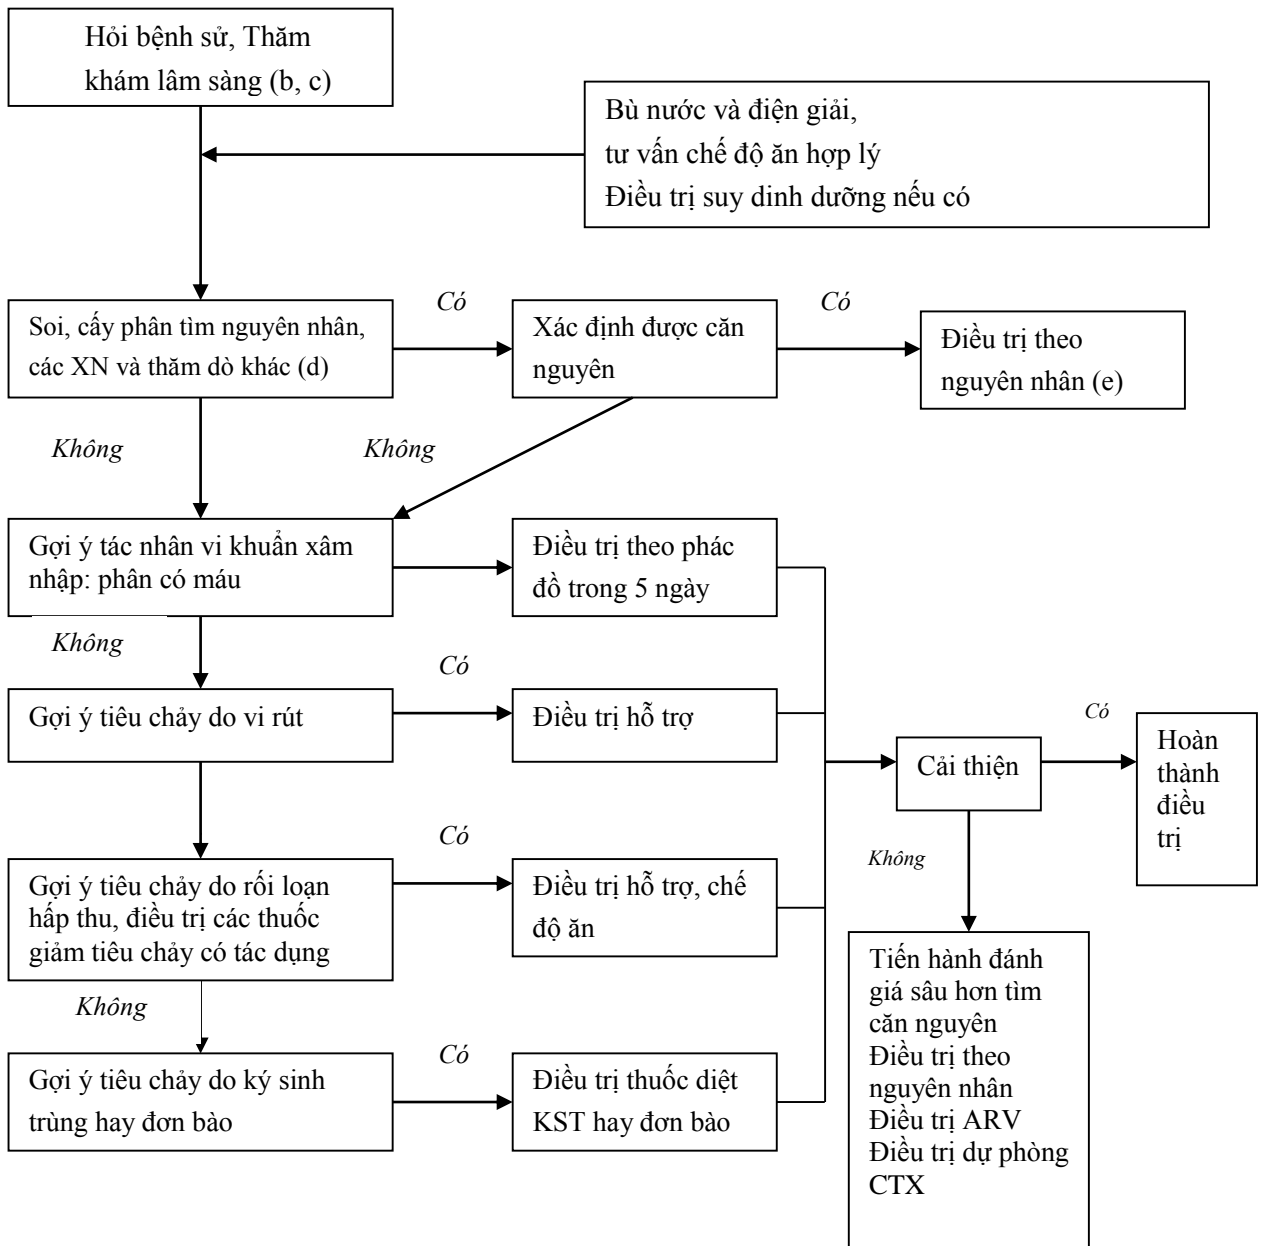 Hỏi bệnh sử, Thăm
khám lâm sàng (b, c)
Bù nước và điện giải,
tư vấn chế độ ăn hợp lý
Điều trị suy dinh dưỡng nếu có
Soi, cấy phân tìm nguyên nhân,
các XN và thăm dò khác (d)
Có
Xác định được căn
nguyên
Có
Điều trị theo
nguyên nhân (e)
Không
Không
Gợi ý tác nhân vi khuẩn xâm
nhập: phân có máu
Điều trị theo phác
đồ trong 5 ngày
Không
Có
Gợi ý tiêu chảy do vi rút
Điều trị hỗ trợ
Cải thiện
Có
Hoàn
thành
điều
trị
Có
Không
Gợi ý tiêu chảy do rối loạn
hấp thu, điều trị các thuốc
giảm tiêu chảy có tác dụng
Điều trị hỗ trợ, chế
độ ăn
Tiến hành đánh
giá sâu hơn tìm
căn nguyên
Điều trị theo
nguyên nhân
Điều trị ARV
Điều trị dự phòng
CTX
Không
Có
Gợi ý tiêu chảy do ký sinh
trùng hay đơn bào
Điều trị thuốc diệt
KST hay đơn bào